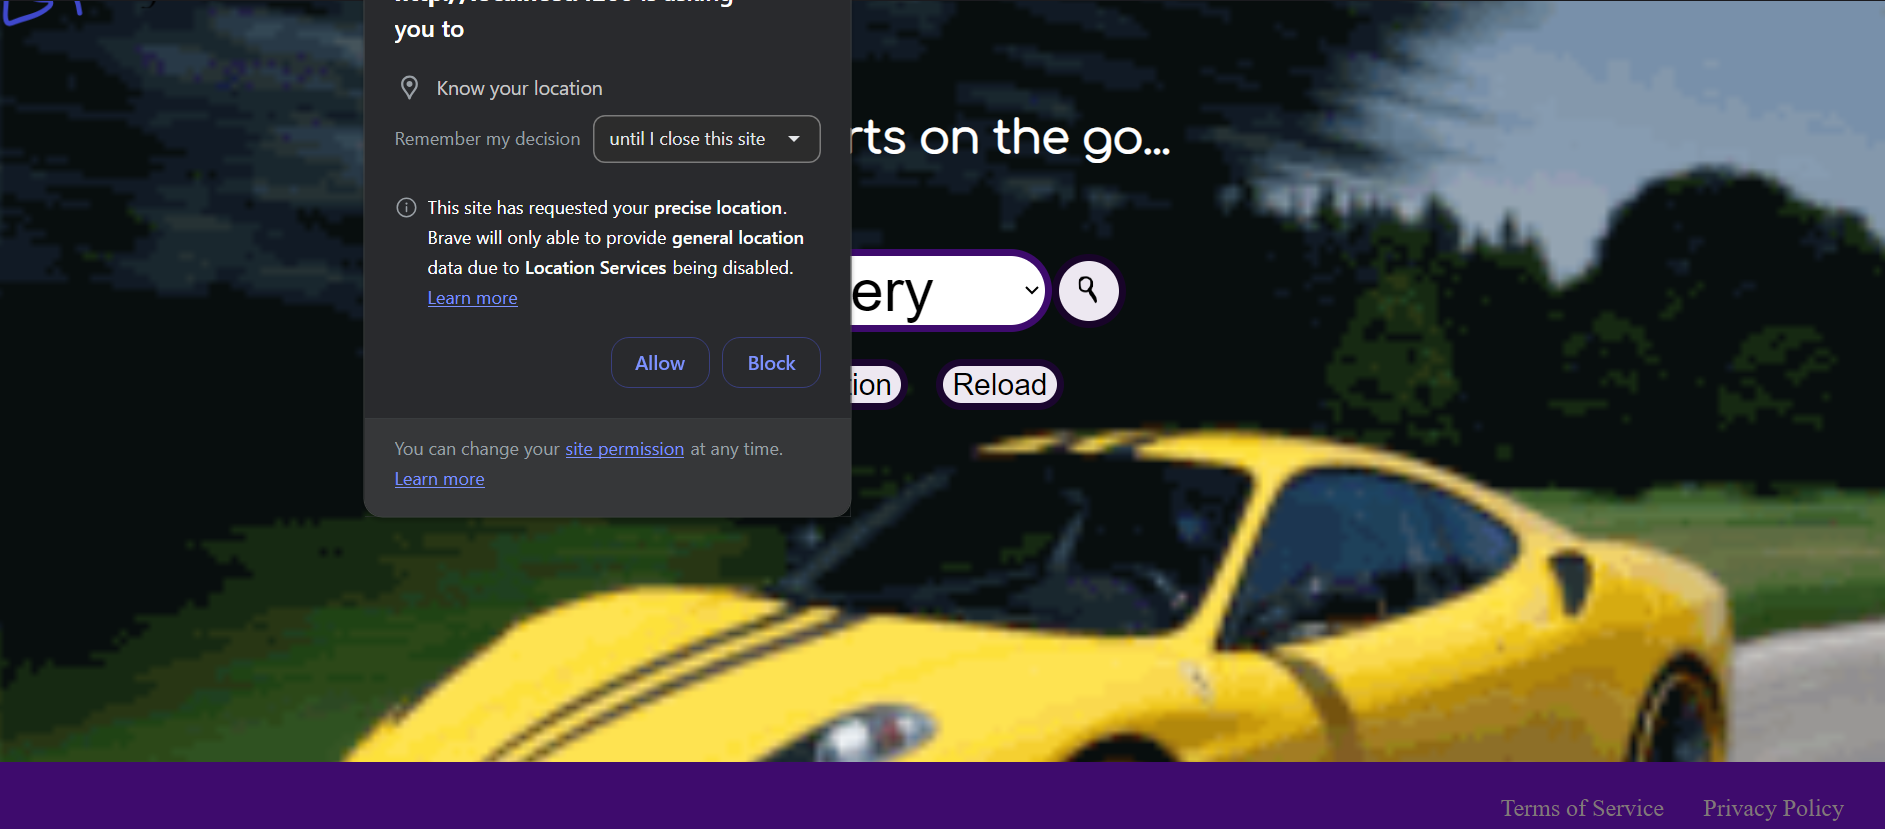 you to
Know your location
Remember my decision until I close this site
This site has requested your precise location.
Brave will only able to provide general location
data due to Location Services being disabled.
Learn more
Allow Block
You can change your site permission at any time.
Learn more
rts on the go...
ery
tion
Reload
Terms of Service Privacy Policy